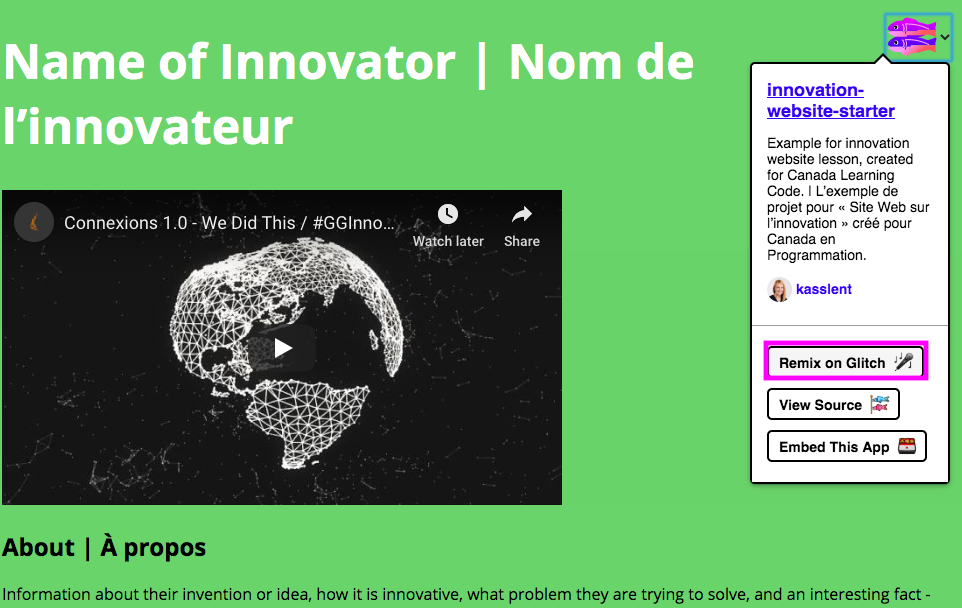 Name of Innovator | Nom de
l’innovateur
Connexions 1.0 - We Did This / #GGInno...
Watch later
Share
innovation-
website-starter
Example for innovation
website lesson, created
for Canada Learning
Code. | L’exemple de
projet pour « Site Web sur
l’innovation » créé pour
Canada en
Programmation.
kasslent
Remix on Glitch
View Source
Embed This App
About | À propos
Information about their invention or idea, how it is innovative, what problem they are trying to solve, and an interesting fact -